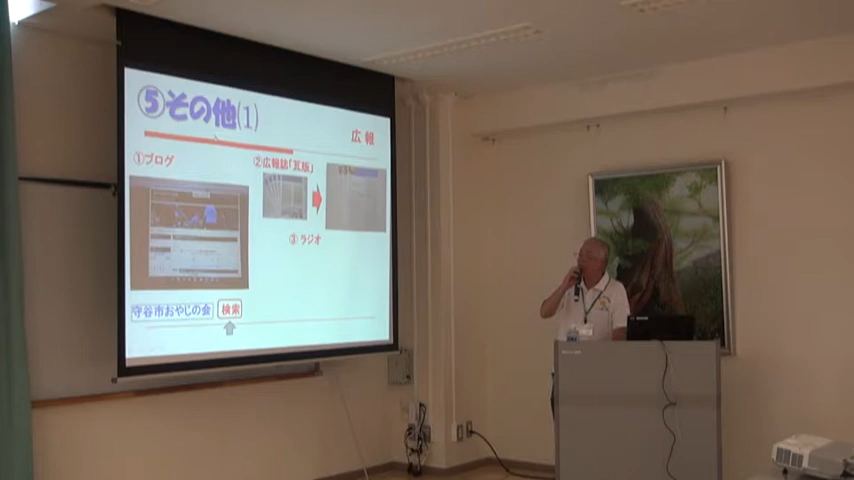 ⑤その他(1)
広報
①ブログ
②広報誌「瓦版」
③ラジオ
守谷市おやじの会 検索